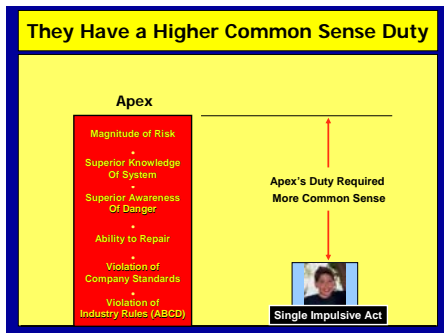 They Have a Higher Common Sense Duty
Apex
Magnitude of Risk
•
Superior Knowledge
Of System
•
Superior Awareness
Of Danger
•
Ability to Repair
•
Violation of
Company Standards
•
Violation of
Industry Rules (ABCD)
Apex's Duty Required
More Common Sense
Single Impulsive Act